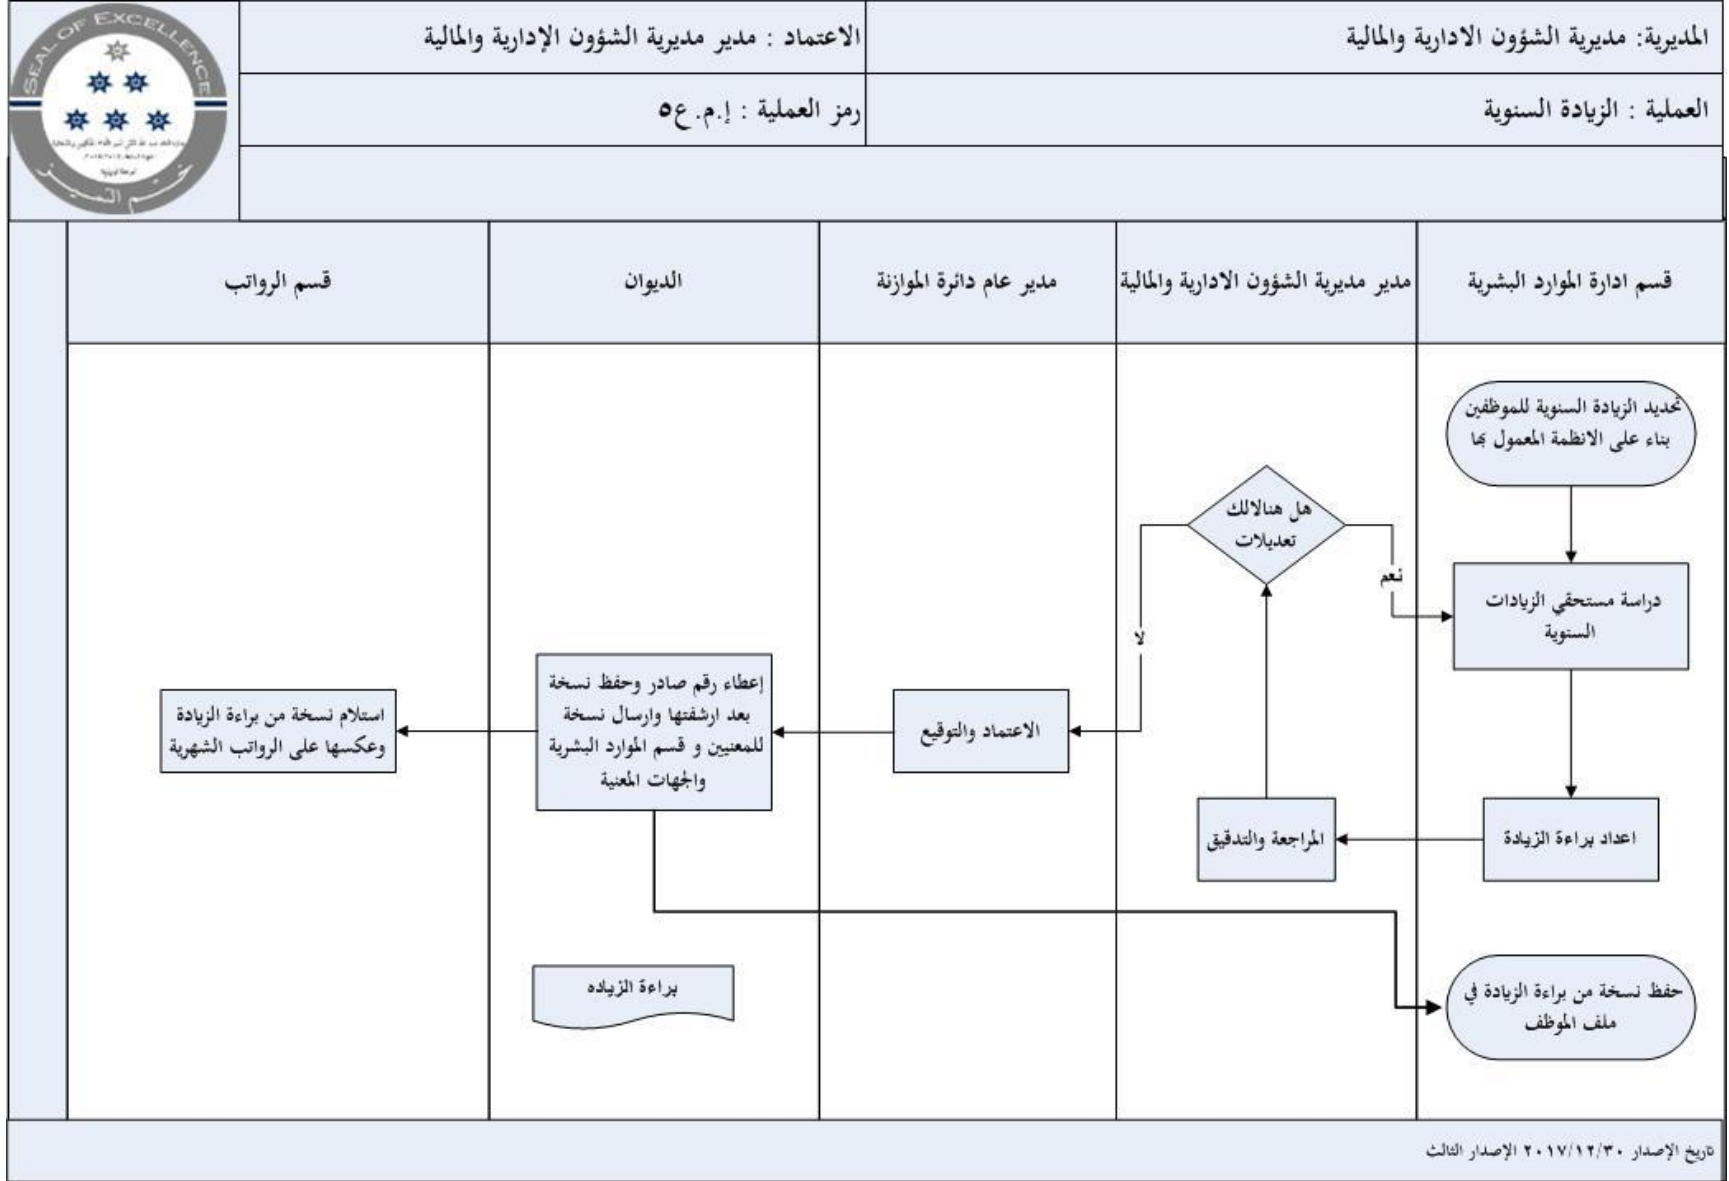 المديرية: مديرية الشؤون الادارية والمالية
الاعتماد : مدير مديرية الشؤون الإدارية والمالية
العملية : الزيادة السنوية
رمز العملية : إ.م.ع٥
SEAL OF EXCELLENCE
ختم التميز
قسم ادارة الموارد البشرية
مدير مديرية الشؤون الادارية والمالية
مدير عام دائرة الموازنة
الديوان
قسم الرواتب
تحديد الزيادة السنوية للموظفين
بناء على الانظمة المعمول بها
هل هنالالك
تعديلات
نعم
لا
دراسة مستحقي الزيادات
السنوية
إعطاء رقم صادر وحفظ نسخة
بعد ارشفتها وارسال نسخة
للمعنيين و قسم الموارد البشرية
والجهات المعنية
الاعتماد والتوقيع
استلام نسخة من براءة الزيادة
وعكسها على الرواتب الشهرية
اعداد براءة الزيادة
المراجعة والتدقيق
براءة الزياده
حفظ نسخة من براءة الزيادة في
ملف الموظف
تاريخ الإصدار ٢٠١٧/١٢/٣٠ الإصدار الثالث